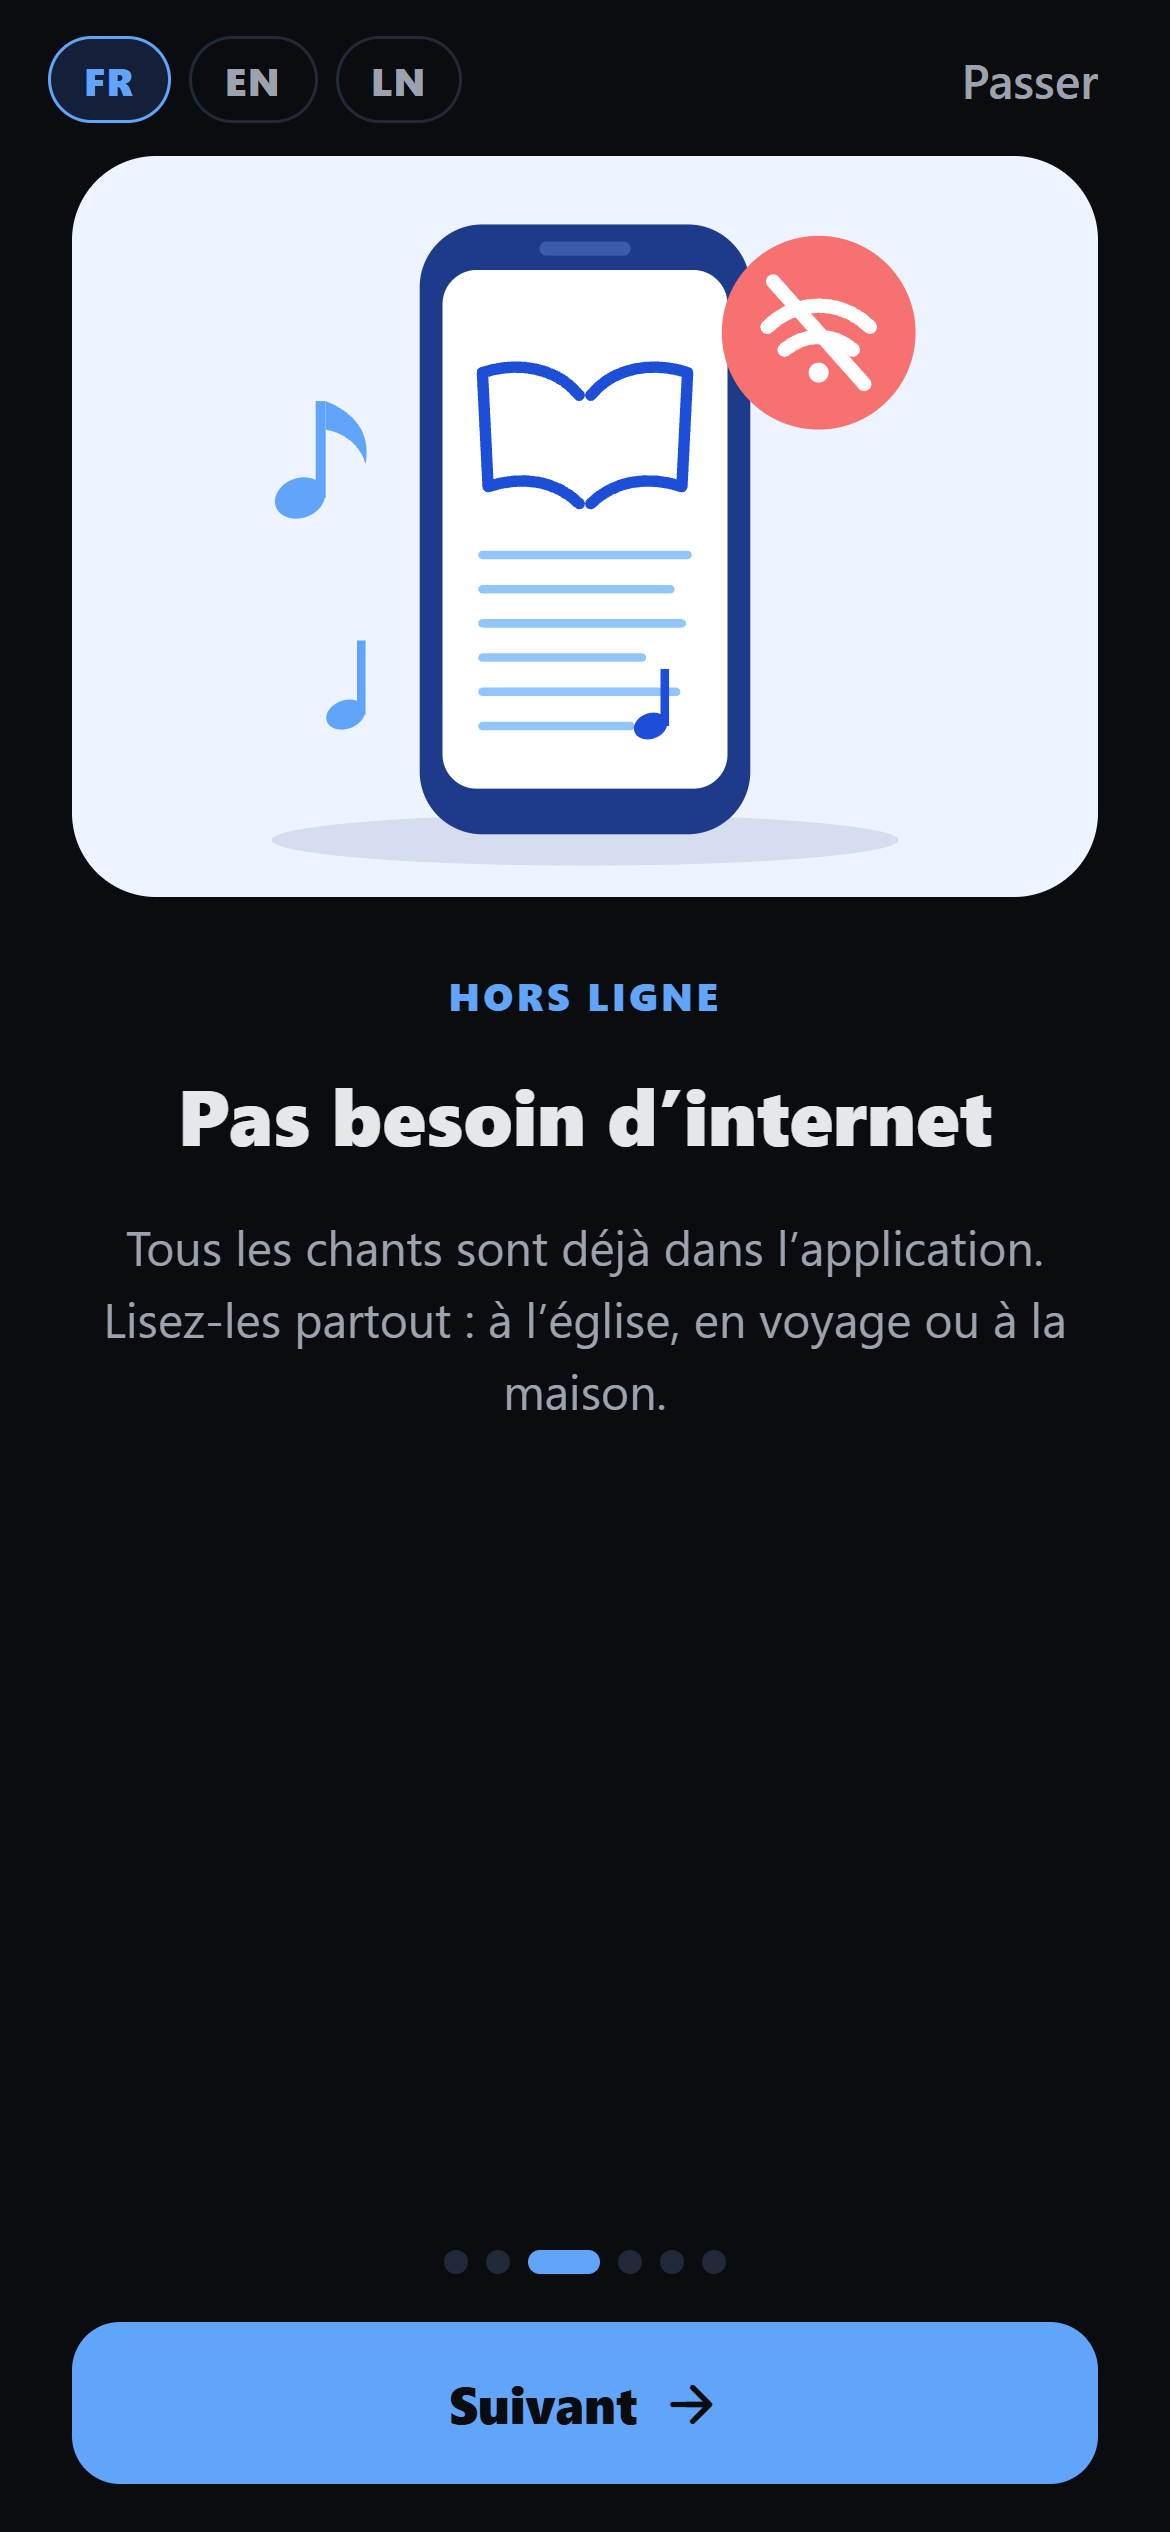 FR EN LN Passer
HORS LIGNE
Pas besoin d’internet
Tous les chants sont déjà dans l’application.
Lisez-les partout : à l’église, en voyage ou à la
maison.
Suivant →